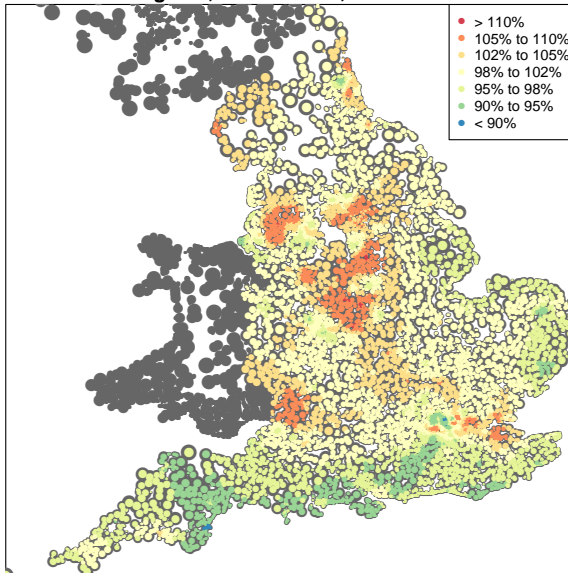 > 110%
105% to 110%
102% to 105%
98% to 102%
95% to 98%
90% to 95%
< 90%